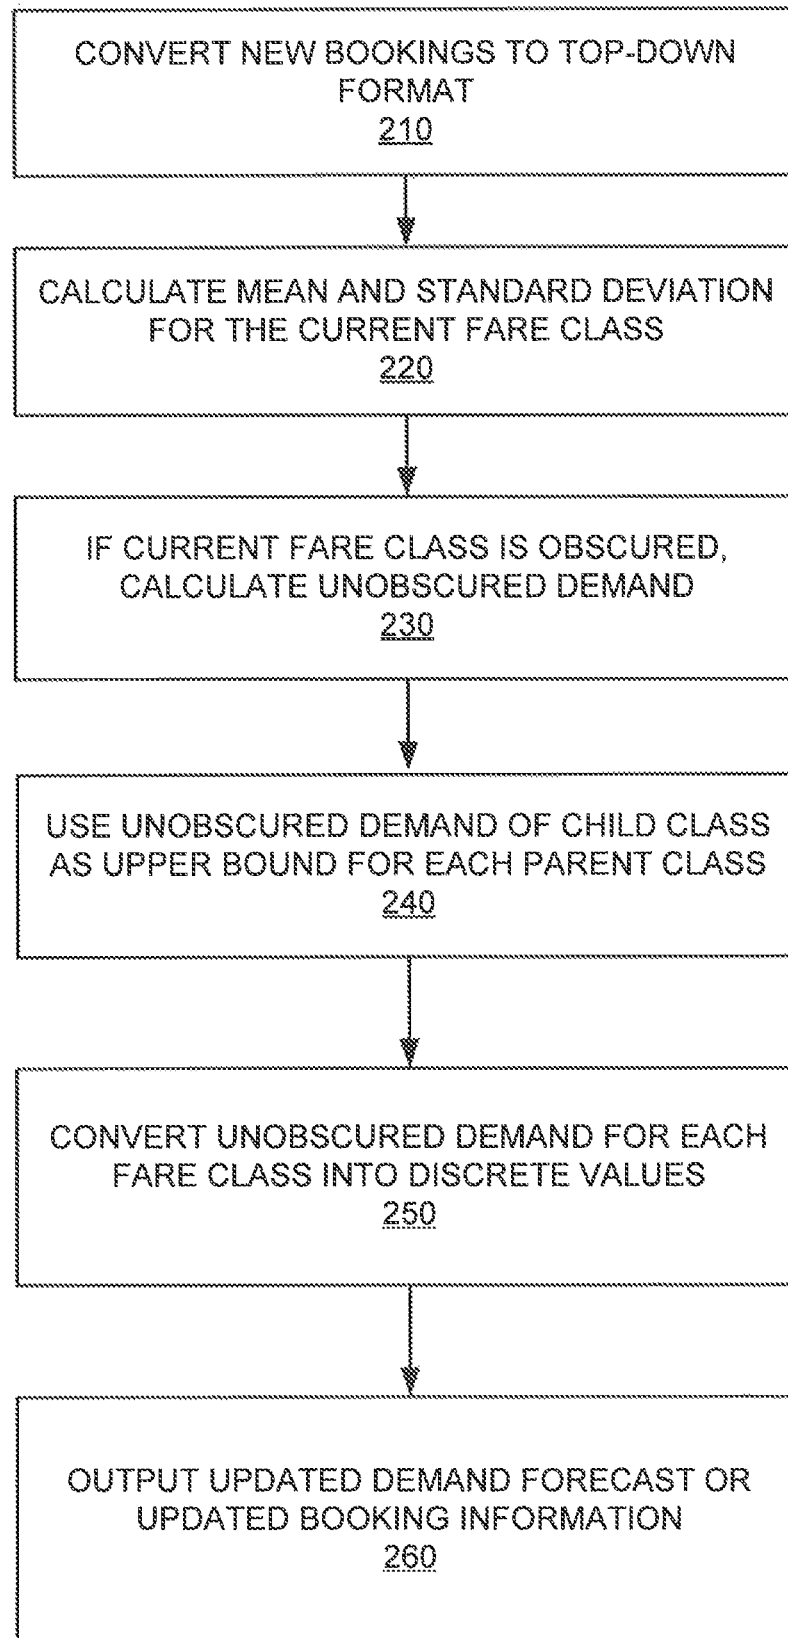 CONVERT NEW BOOKINGS TO TOP-DOWN
FORMAT
210
CALCULATE MEAN AND STANDARD DEVIATION
FOR THE CURRENT FARE CLASS
220
IF CURRENT FARE CLASS IS OBSCURED,
CALCULATE UNOBSCURED DEMAND
230
USE UNOBSCURED DEMAND OF CHILD CLASS
AS UPPER BOUND FOR EACH PARENT CLASS
240
CONVERT UNOBSCURED DEMAND FOR EACH
FARE CLASS INTO DISCRETE VALUES
250
OUTPUT UPDATED DEMAND FORECAST OR
UPDATED BOOKING INFORMATION
260